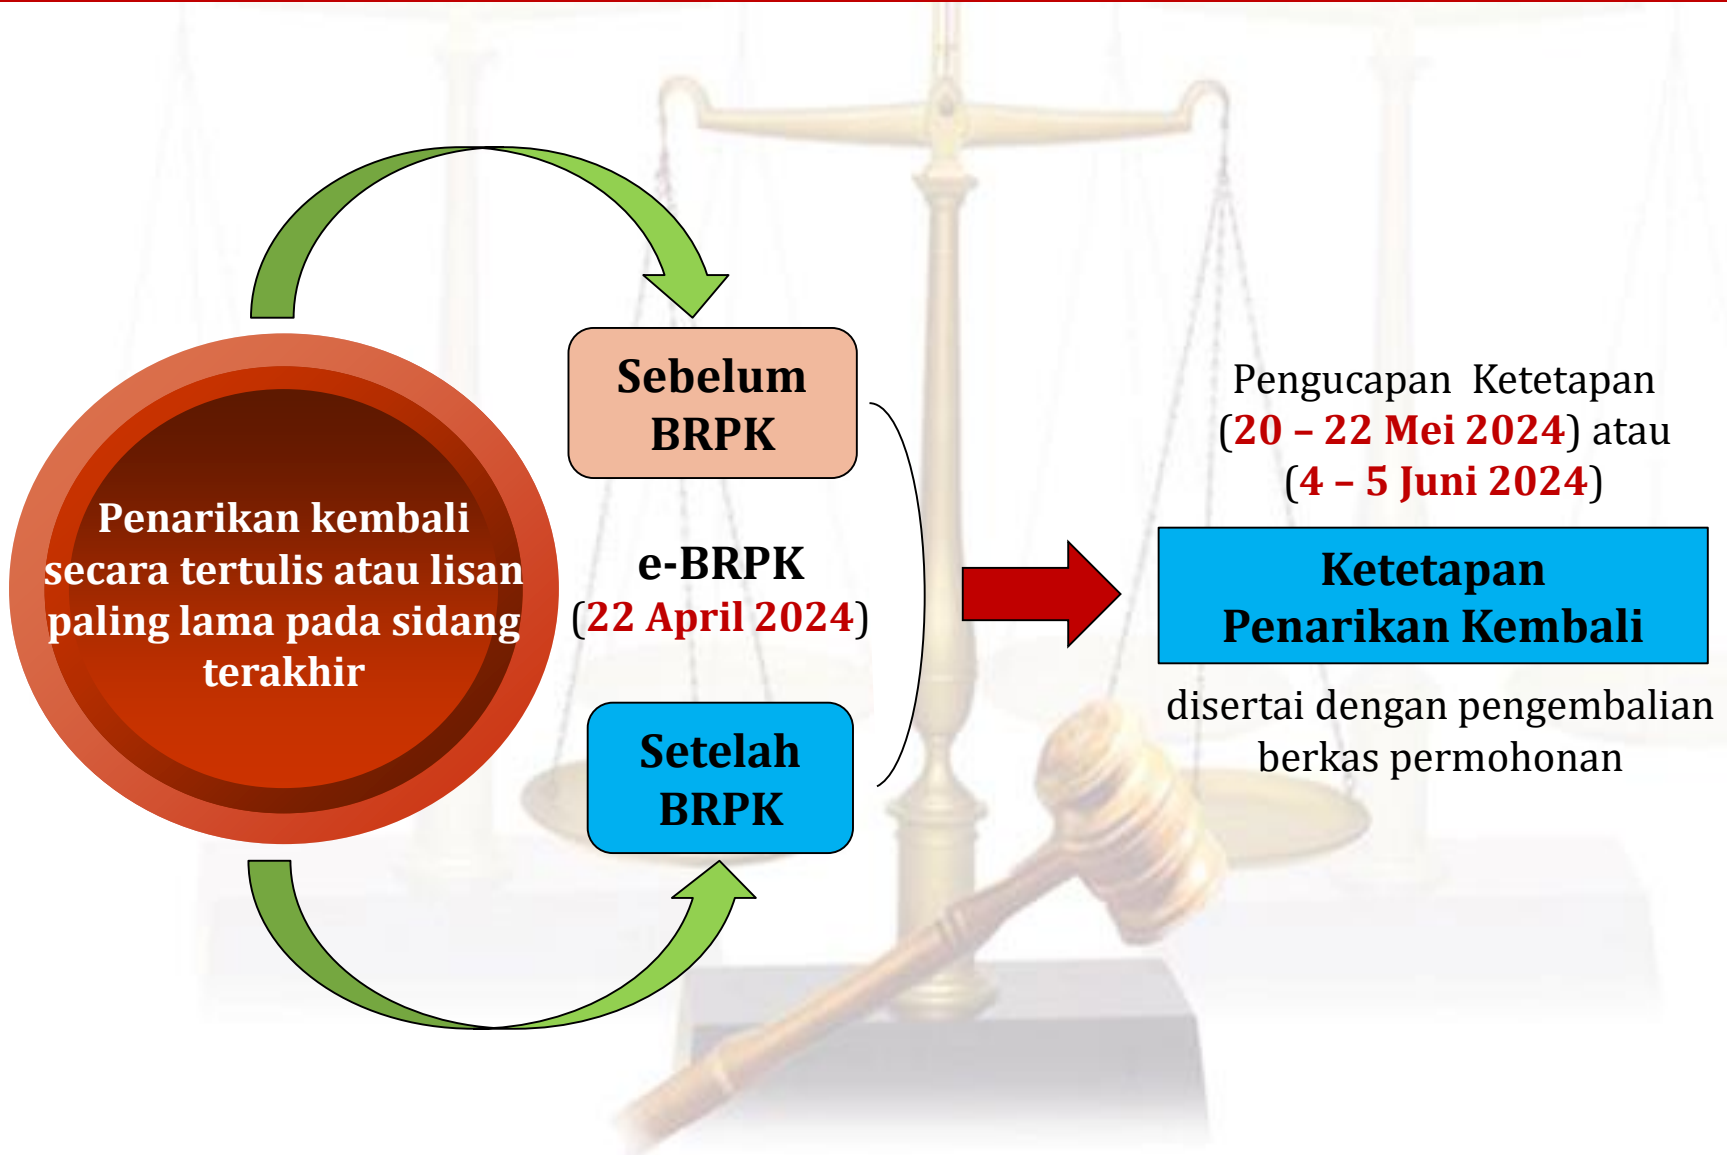 Penarikan kembali
secara tertulis atau lisan
paling lama pada sidang
terakhir
Sebelum
BRPK
e-BRPK
(22 April 2024)
Setelah
BRPK
Pengucapan Ketetapan
(20 – 22 Mei 2024) atau
(4 – 5 Juni 2024)
Ketetapan
Penarikan Kembali
disertai dengan pengembalian
berkas permohonan